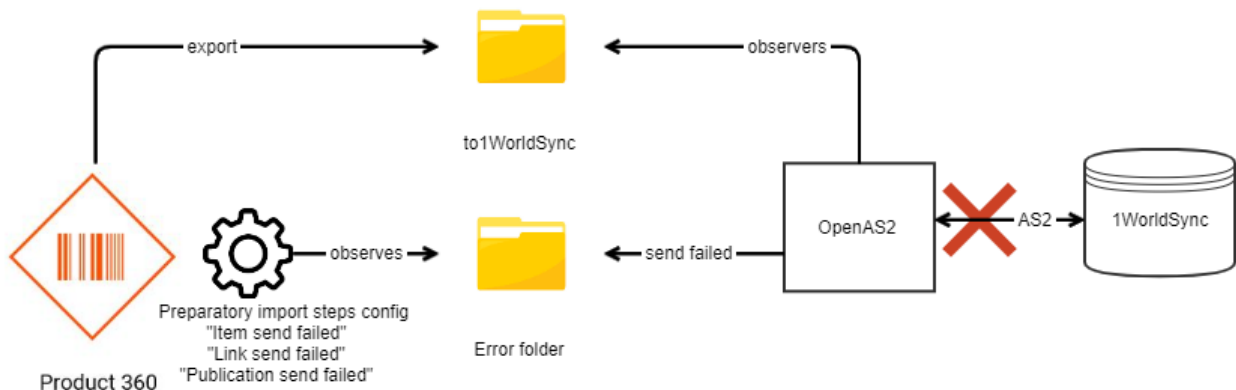 export
observers
to1WorldSync
OpenAS2
AS2
1WorldSync
observes
send failed
Preparatory import steps config
"Item send failed"
"Link send failed"
"Publication send failed"
Error folder
Product 360